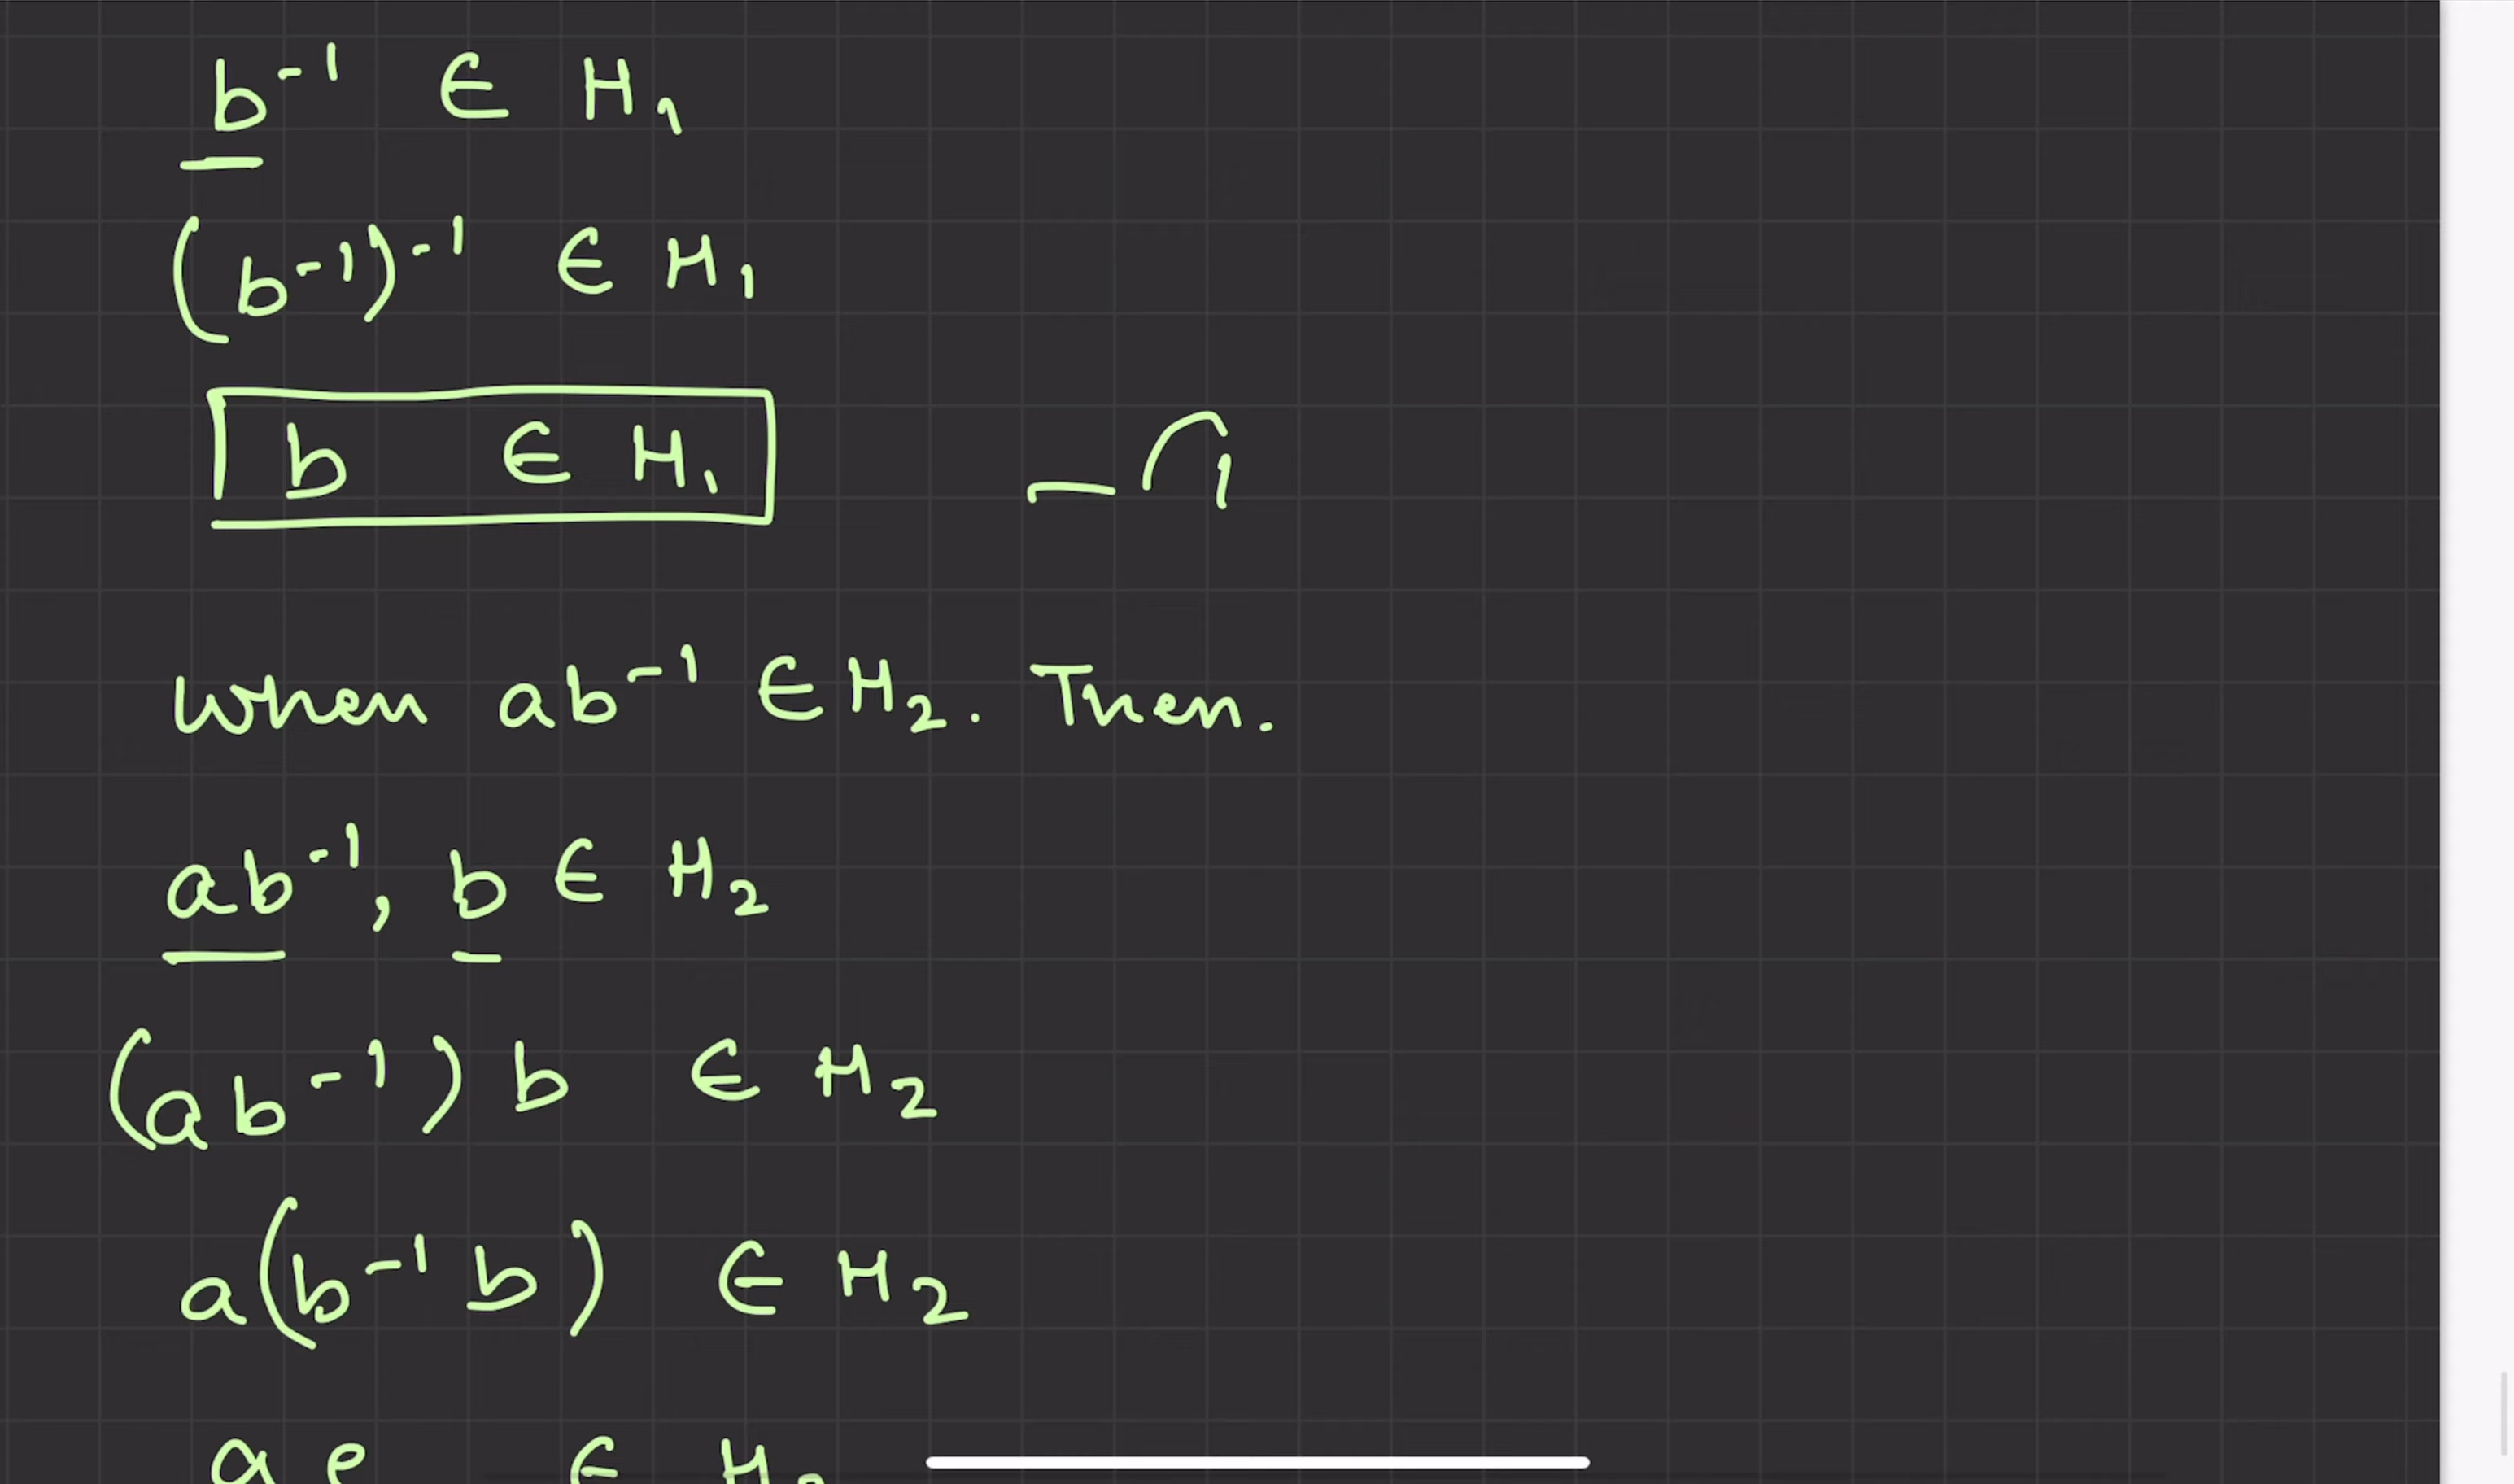 b⁻¹ ∈ H₁
(b⁻¹)⁻¹ ∈ H₁
b ∈ H₁
When ab⁻¹ ∈ H₂. Then.
ab⁻¹, b ∈ H₂
(ab⁻¹) b ∈ H₂
a(b⁻¹ b) ∈ H₂
a e ∈ H₂